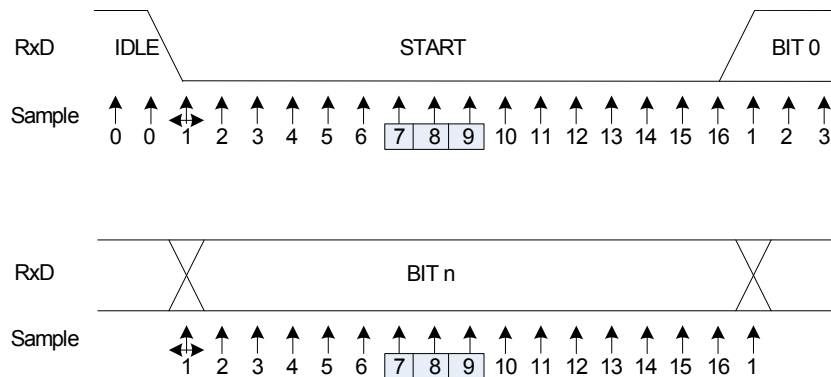 RxD IDLE START BIT 0
Sample
0 0 1 2 3 4 5 6 7 8 9 10 11 12 13 14 15 16 1 2 3
RxD BIT n
Sample
1 2 3 4 5 6 7 8 9 10 11 12 13 14 15 16 1